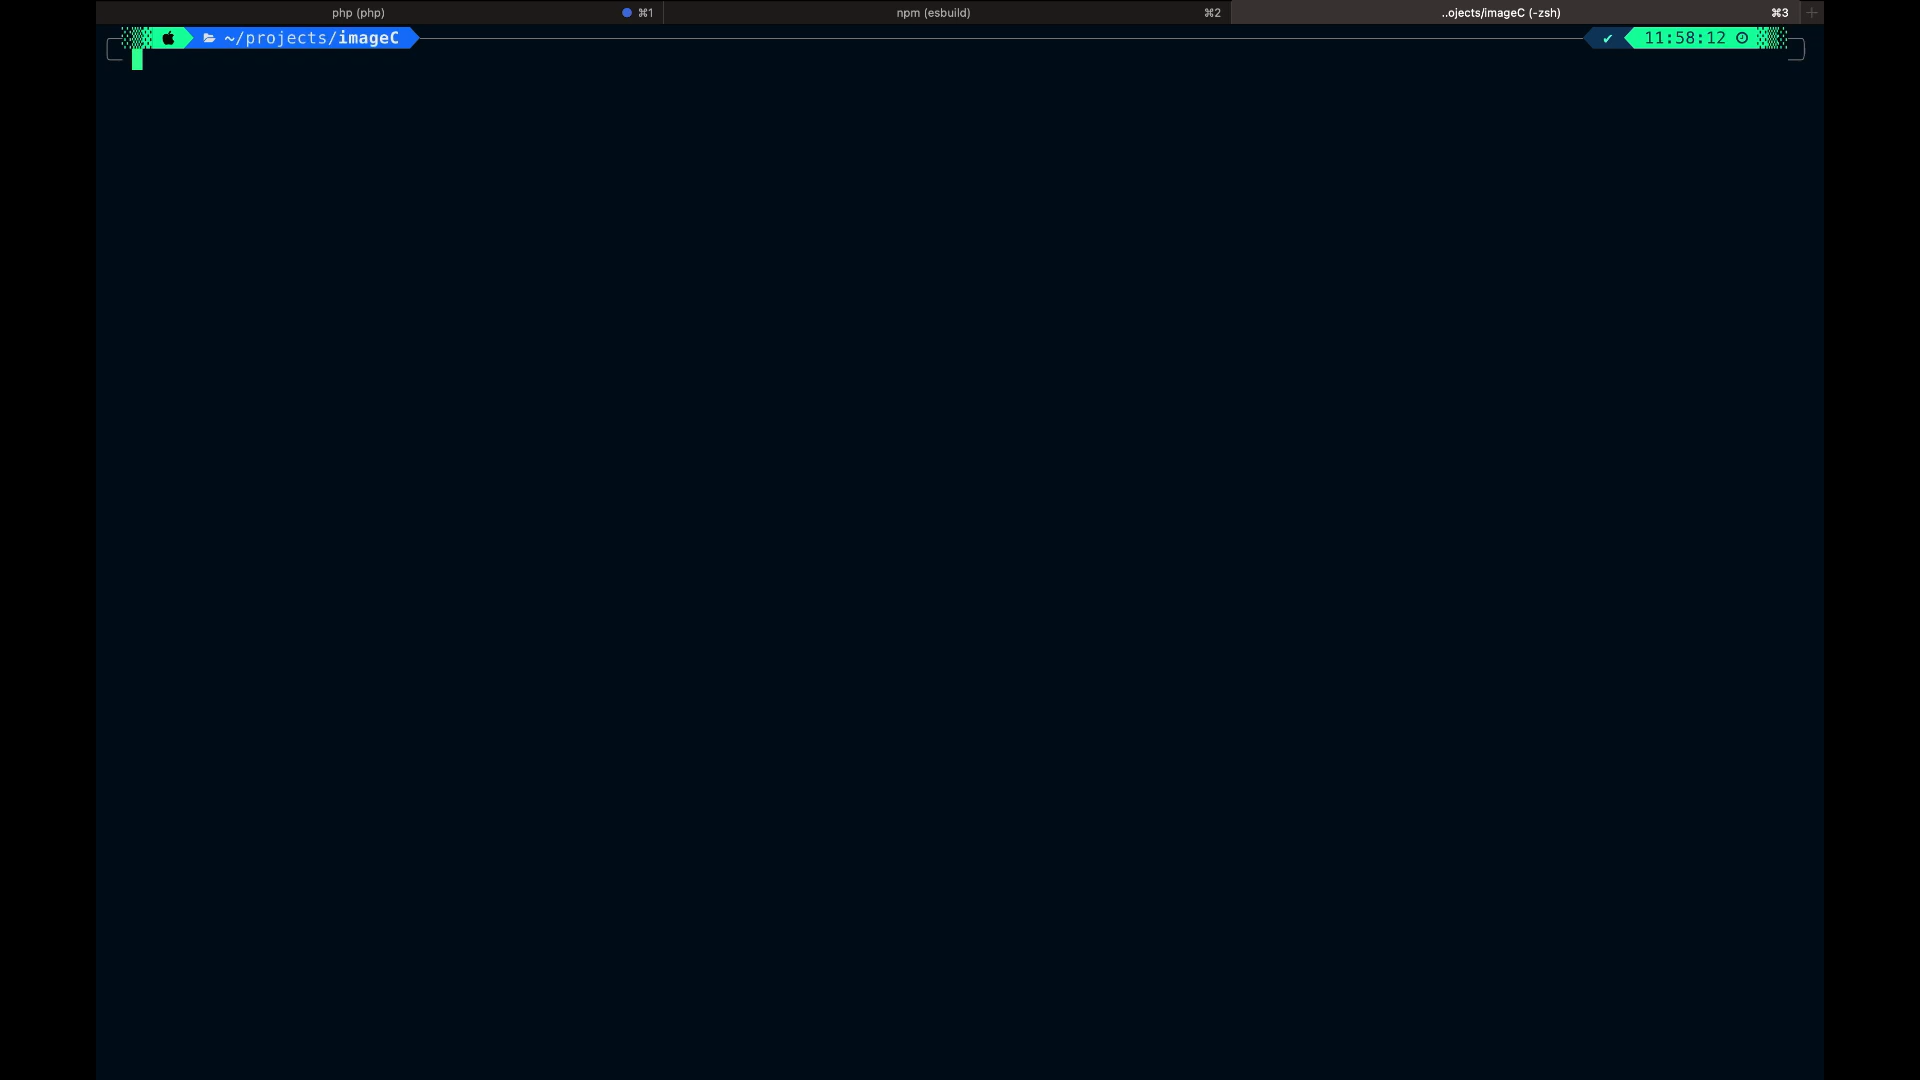 php (php) ⌘1 npm (esbuild) ⌘2 ..ojects/imageC (-zsh) ⌘3 +
~/projects/imageC ✔ 11:58:12